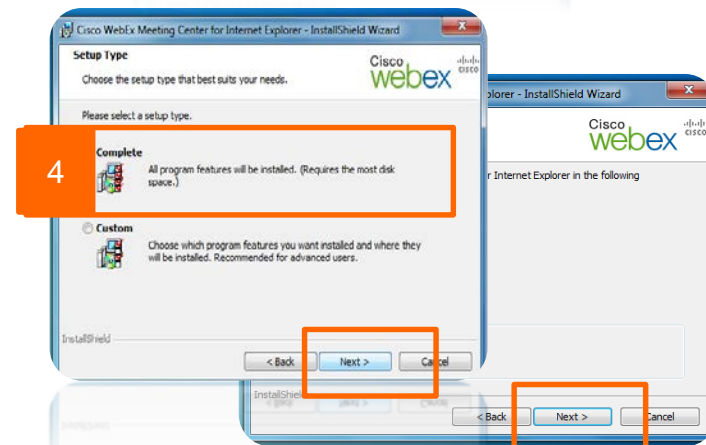 Cisco WebEx Meeting Center for Internet Explorer - InstallShield Wizard
Setup Type
Choose the setup type that best suits your needs.
Cisco
webex
cisco
Please select a setup type.
4
Complete
All program features will be installed. (Requires the most disk
space.)
Custom
Choose which program features you want installed and where they
will be installed. Recommended for advanced users.
InstallShield
< Back
Next >
Cancel
plorer - InstallShield Wizard
Cisco
webex
cisco
r Internet Explorer in the following
InstallShiel
< Back
Next >
Cancel